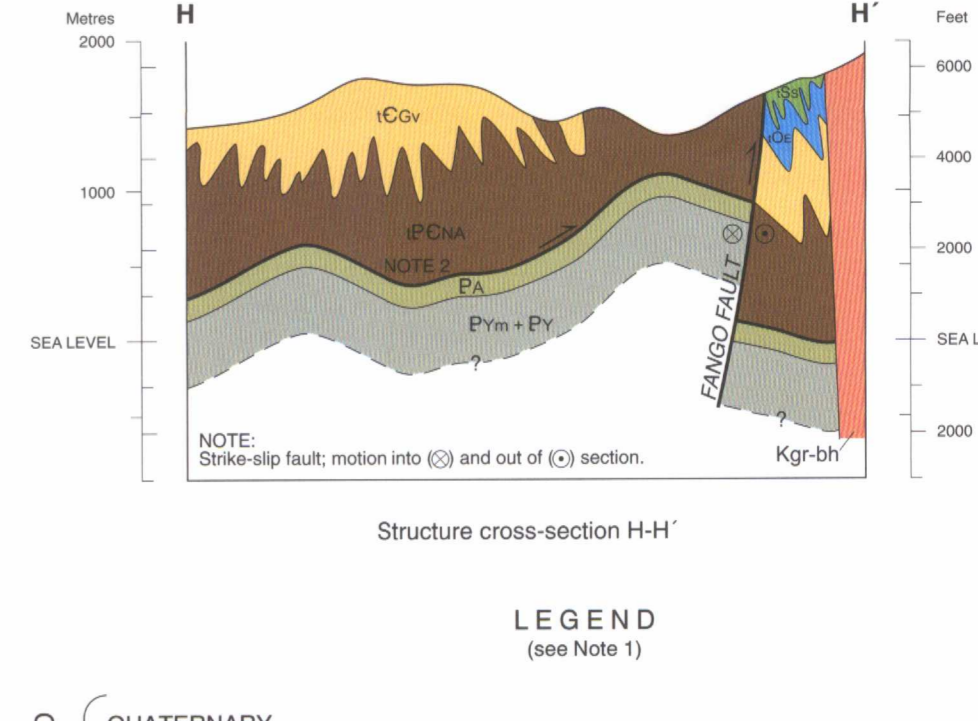 H
H´
Metres
Feet
2000
6000
4000
1000
2000
SEA LEVEL
SEA L
2000
tЄGv
tSs
tOE
tPЄNA
NOTE 2
PA
PYm + PY
?
FANGO FAULT
?
NOTE:
Strike-slip fault; motion into (⊗) and out of (⊙) section.
Kgr-bh
Structure cross-section H-H´
LEGEND
(see Note 1)
QUATERNARY